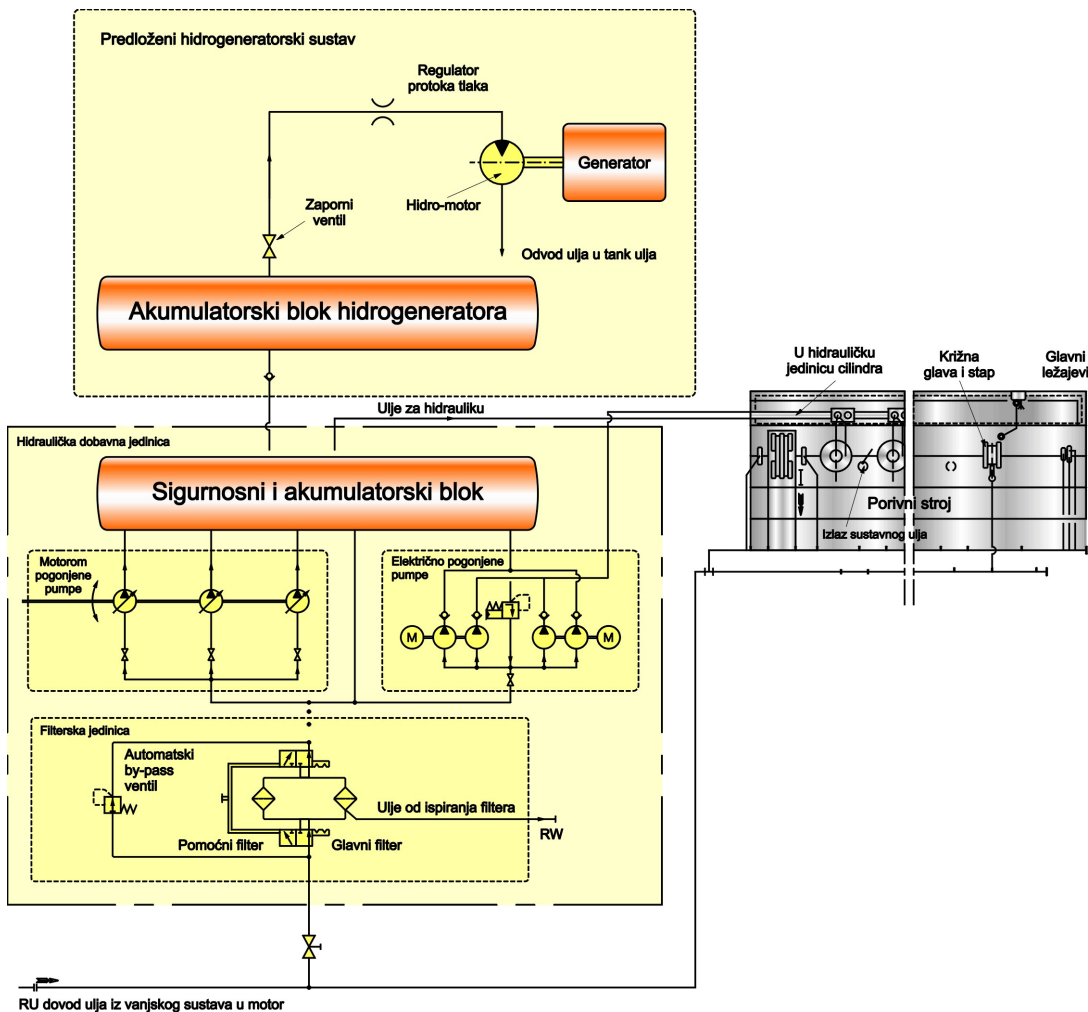 Predloženi hidrogeneratorski sustav
Regulator
protoka tlaka
Generator
Zaporni
ventil
Hidro-motor
Odvod ulja u tank ulja
Akumulatorski blok hidrogeneratora
U hidrauličku
jedinicu cilindra
Križna
glava i stap
Glavni
ležajevi
Ulje za hidrauliku
Hidraulička dobavna jedinica
Sigurnosni i akumulatorski blok
Porivni stroj
Izlaz sustavnog ulja
Motorom
pogonjene
pumpe
Električno pogonjene
pumpe
M
M
Filterska jedinica
Automatski
by-pass
ventil
Ulje od ispiranja filtera
RW
Pomoćni filter
Glavni filter
RU dovod ulja iz vanjskog sustava u motor